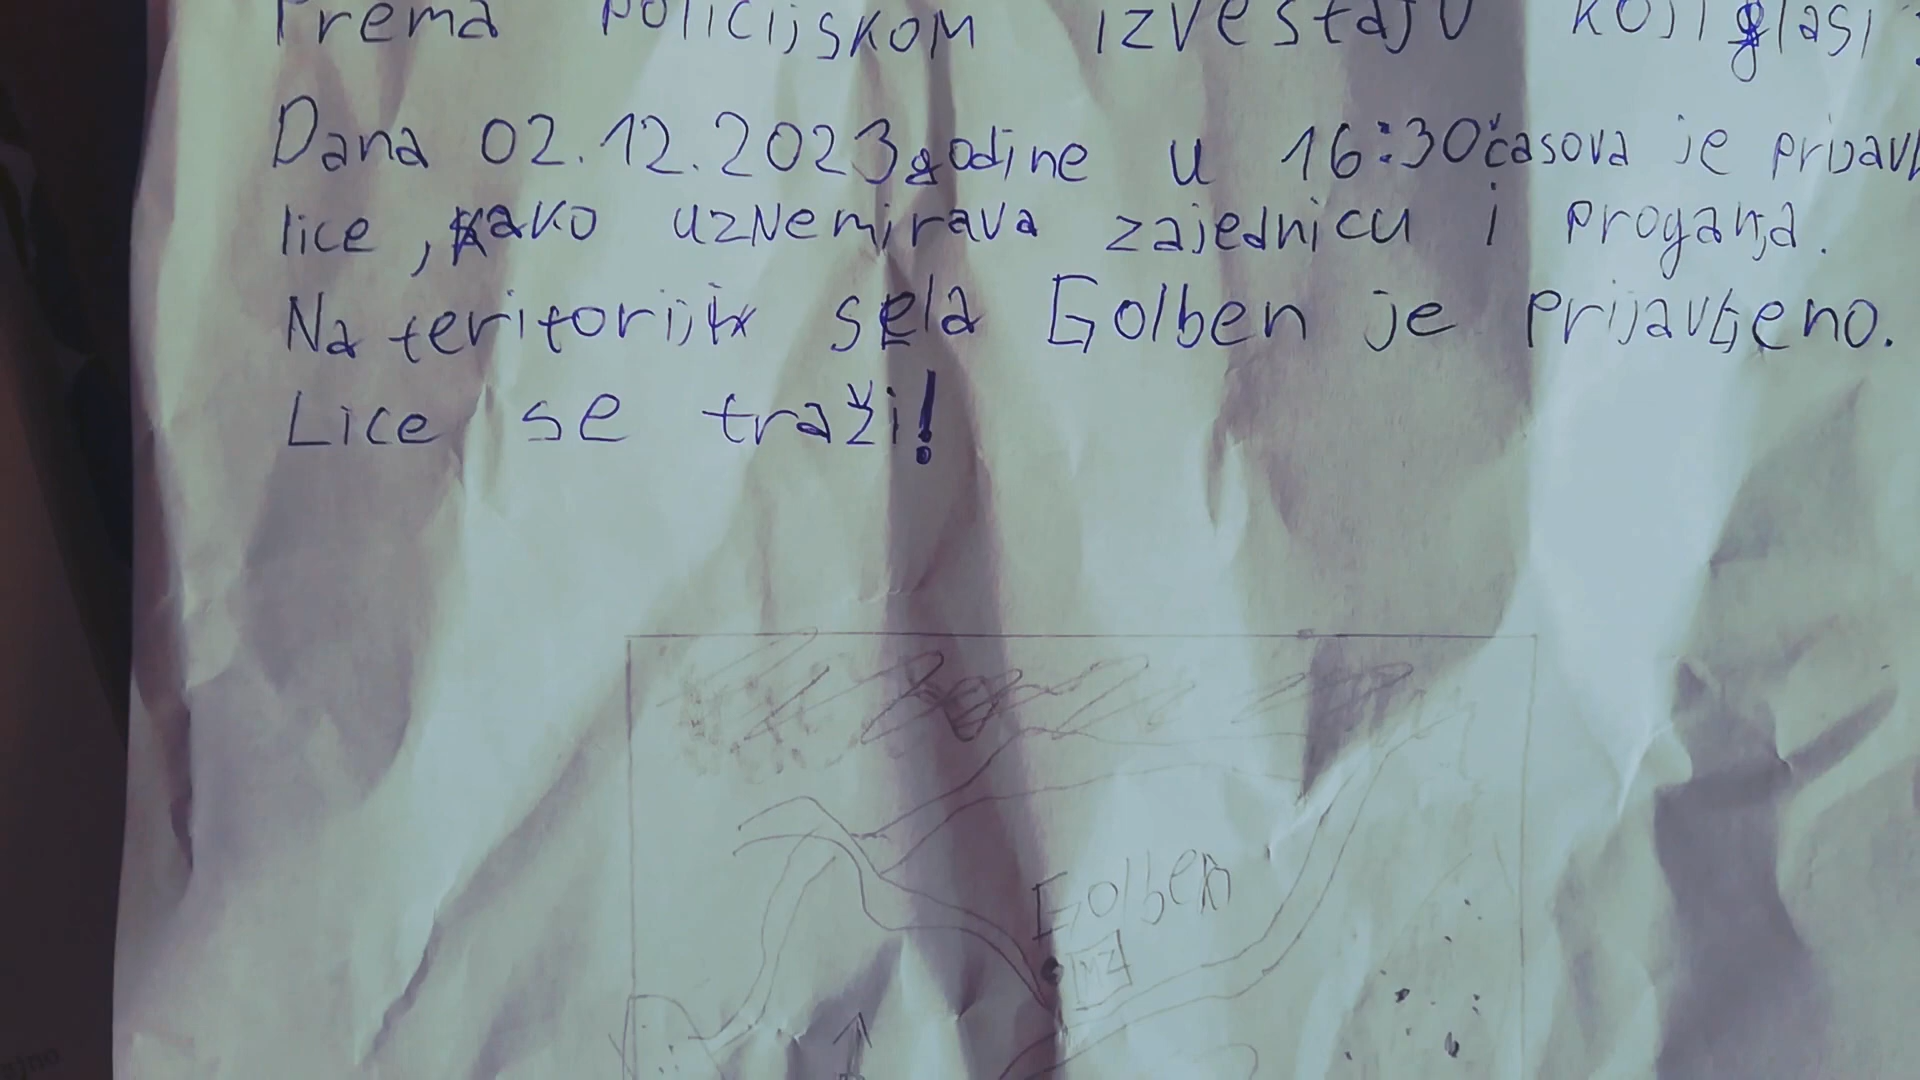 Prema policijskom izveštaju koji glasi:
Dana 02.12.2023 godine u 16:30 časova je prijavl
lice, kako uznemirava zajednicu i proganja.
Na teritoriji sela Golben je prijavljeno.
Lice se traži!
Golben
MZ